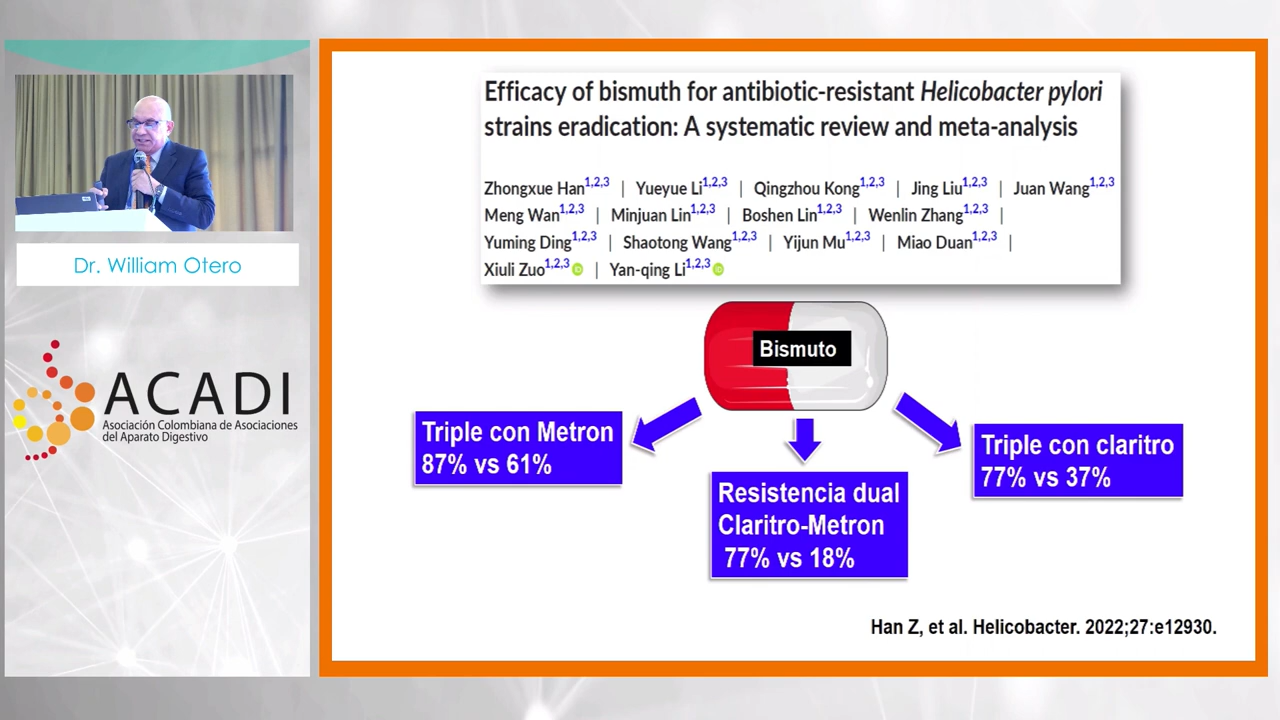 Dr. William Otero
ACADI
Asociación Colombiana de Asociaciones
del Aparato Digestivo
Efficacy of bismuth for antibiotic-resistant Helicobacter pylori
strains eradication: A systematic review and meta-analysis
Zhongxue Han1,2,3 | Yueyue Li1,2,3 | Qingzhou Kong1,2,3 | Jing Liu1,2,3 | Juan Wang1,2,3
Meng Wan1,2,3 | Minjuan Lin1,2,3 | Boshen Lin1,2,3 | Wenlin Zhang1,2,3 |
Yuming Ding1,2,3 | Shaotong Wang1,2,3 | Yijun Mu1,2,3 | Miao Duan1,2,3 |
Xiuli Zuo1,2,3 iD | Yan-qing Li1,2,3 iD
Bismuto
Triple con Metron
87% vs 61%
Resistencia dual
Claritro-Metron
77% vs 18%
Triple con claritro
77% vs 37%
Han Z, et al. Helicobacter. 2022;27:e12930.